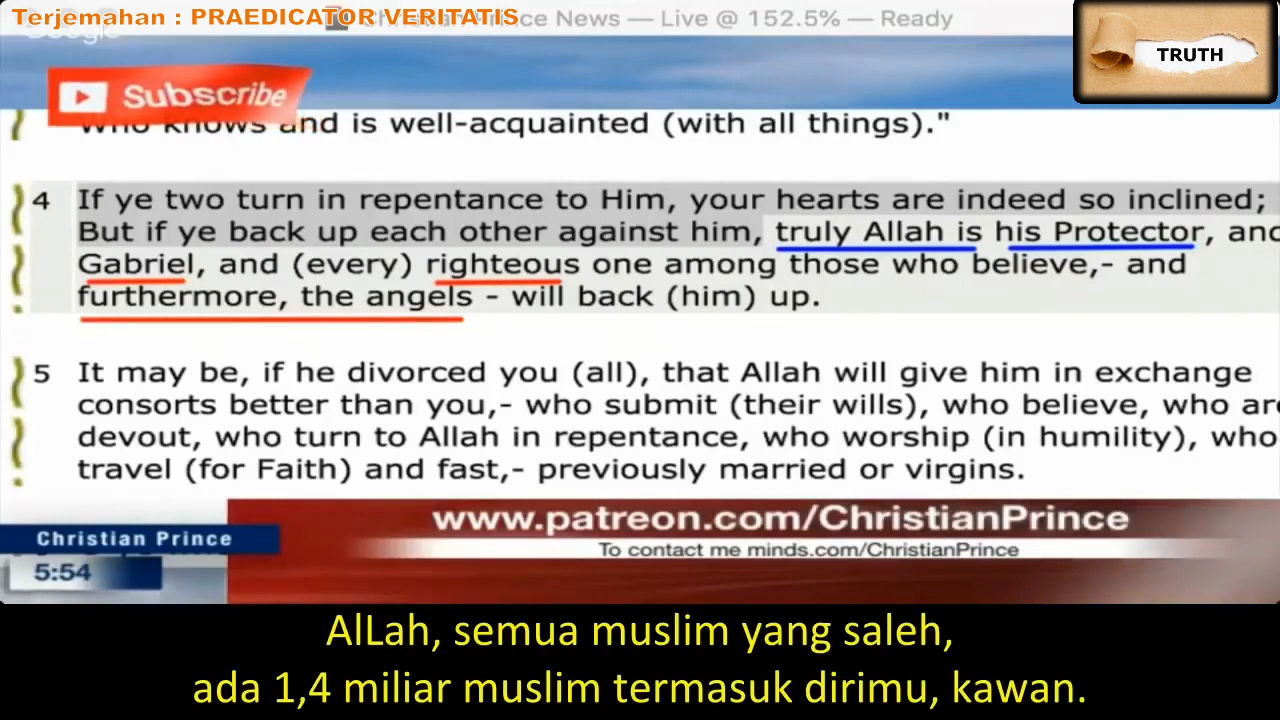 Terjemahan : PRAEDICATOR VERITATIS
Prince News — Live @ 152.5% — Ready
Google
TRUTH
Subscribe
Who knows and is well-acquainted (with all things)."
4 If ye two turn in repentance to Him, your hearts are indeed so inclined;
But if ye back up each other against him, truly Allah is his Protector, and
Gabriel, and (every) righteous one among those who believe,- and
furthermore, the angels - will back (him) up.
5 It may be, if he divorced you (all), that Allah will give him in exchange
consorts better than you,- who submit (their wills), who believe, who are
devout, who turn to Allah in repentance, who worship (in humility), who
travel (for Faith) and fast,- previously married or virgins.
www.patreon.com/ChristianPrince
Christian Prince
To contact me minds.com/ChristianPrince
5:54
AlLah, semua muslim yang saleh,
ada 1,4 miliar muslim termasuk dirimu, kawan.